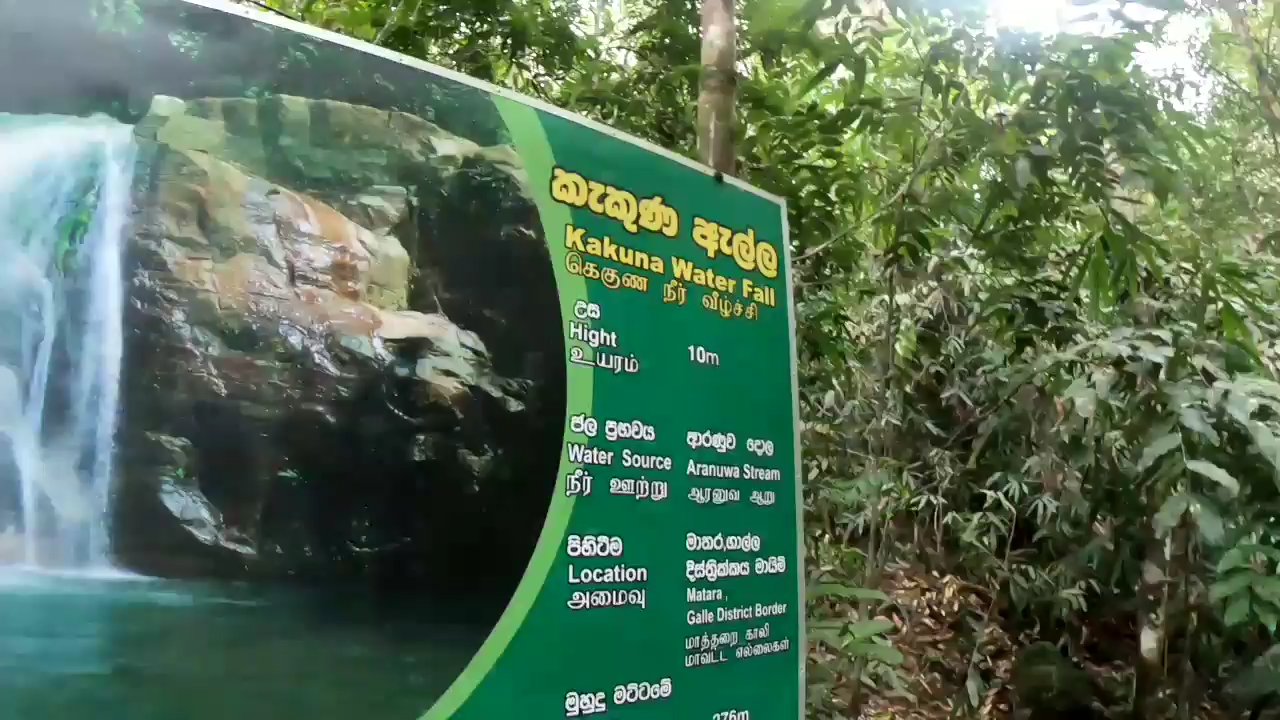 කැකුණ ඇල්ල
Kakuna Water Fall
கெகுண நீர் வீழ்ச்சி
උස
Hight
உயரம்
10m
ජල ප්‍රභවය
Water Source
நீர் ஊற்று
ආරණුව දොල
Aranuwa Stream
ஆரனுவ ஆறு
පිහිටීම
Location
அமைவு
මාතර,ගාල්ල
දිස්ත්‍රික්කය මායිම්
Matara ,
Galle District Border
மாத்தறை காலி
மாவட்ட எல்லைகள்
මුහුදු මට්ටමේ
276m